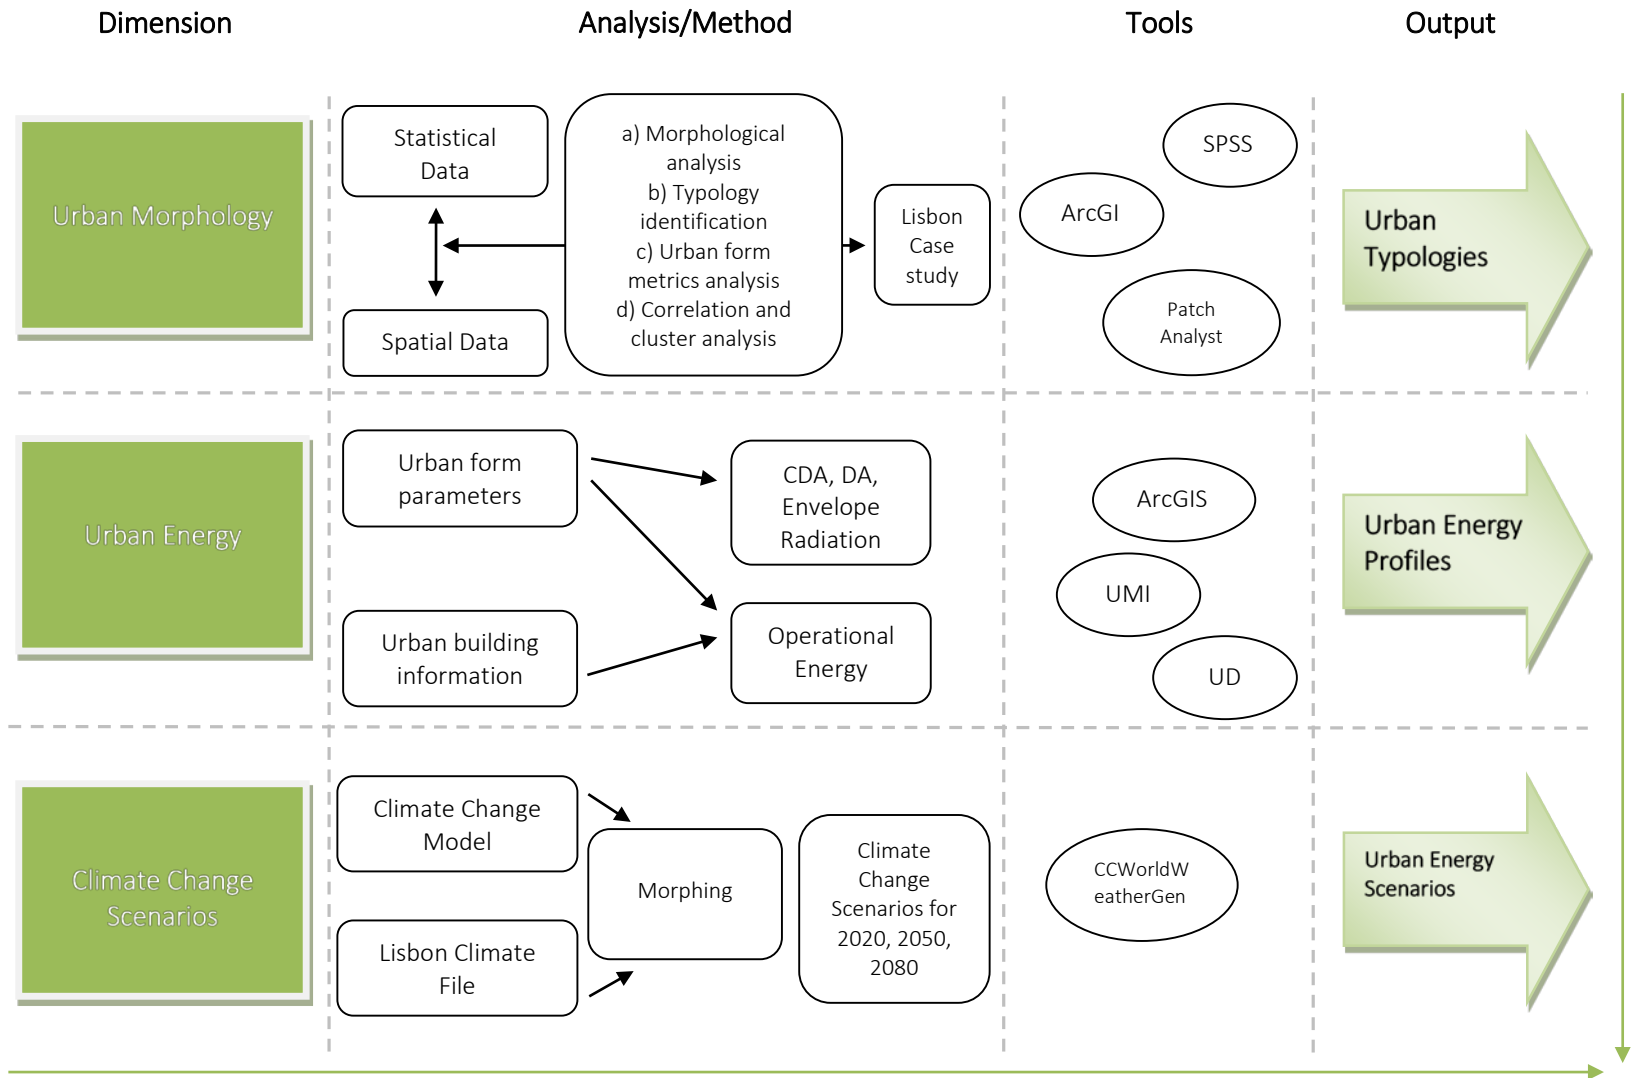 Dimension
Analysis/Method
Tools
Output
Urban Morphology
Statistical
Data
Spatial Data
a) Morphological
analysis
b) Typology
identification
c) Urban form
metrics analysis
d) Correlation and
cluster analysis
Lisbon
Case
study
SPSS
ArcGI
Patch
Analyst
Urban
Typologies
Urban Energy
Urban form
parameters
Urban building
information
CDA, DA,
Envelope
Radiation
Operational
Energy
ArcGIS
UMI
UD
Urban Energy
Profiles
Climate Change
Scenarios
Climate Change
Model
Lisbon Climate
File
Morphing
Climate
Change
Scenarios for
2020, 2050,
2080
CCWorldW
eatherGen
Urban Energy
Scenarios